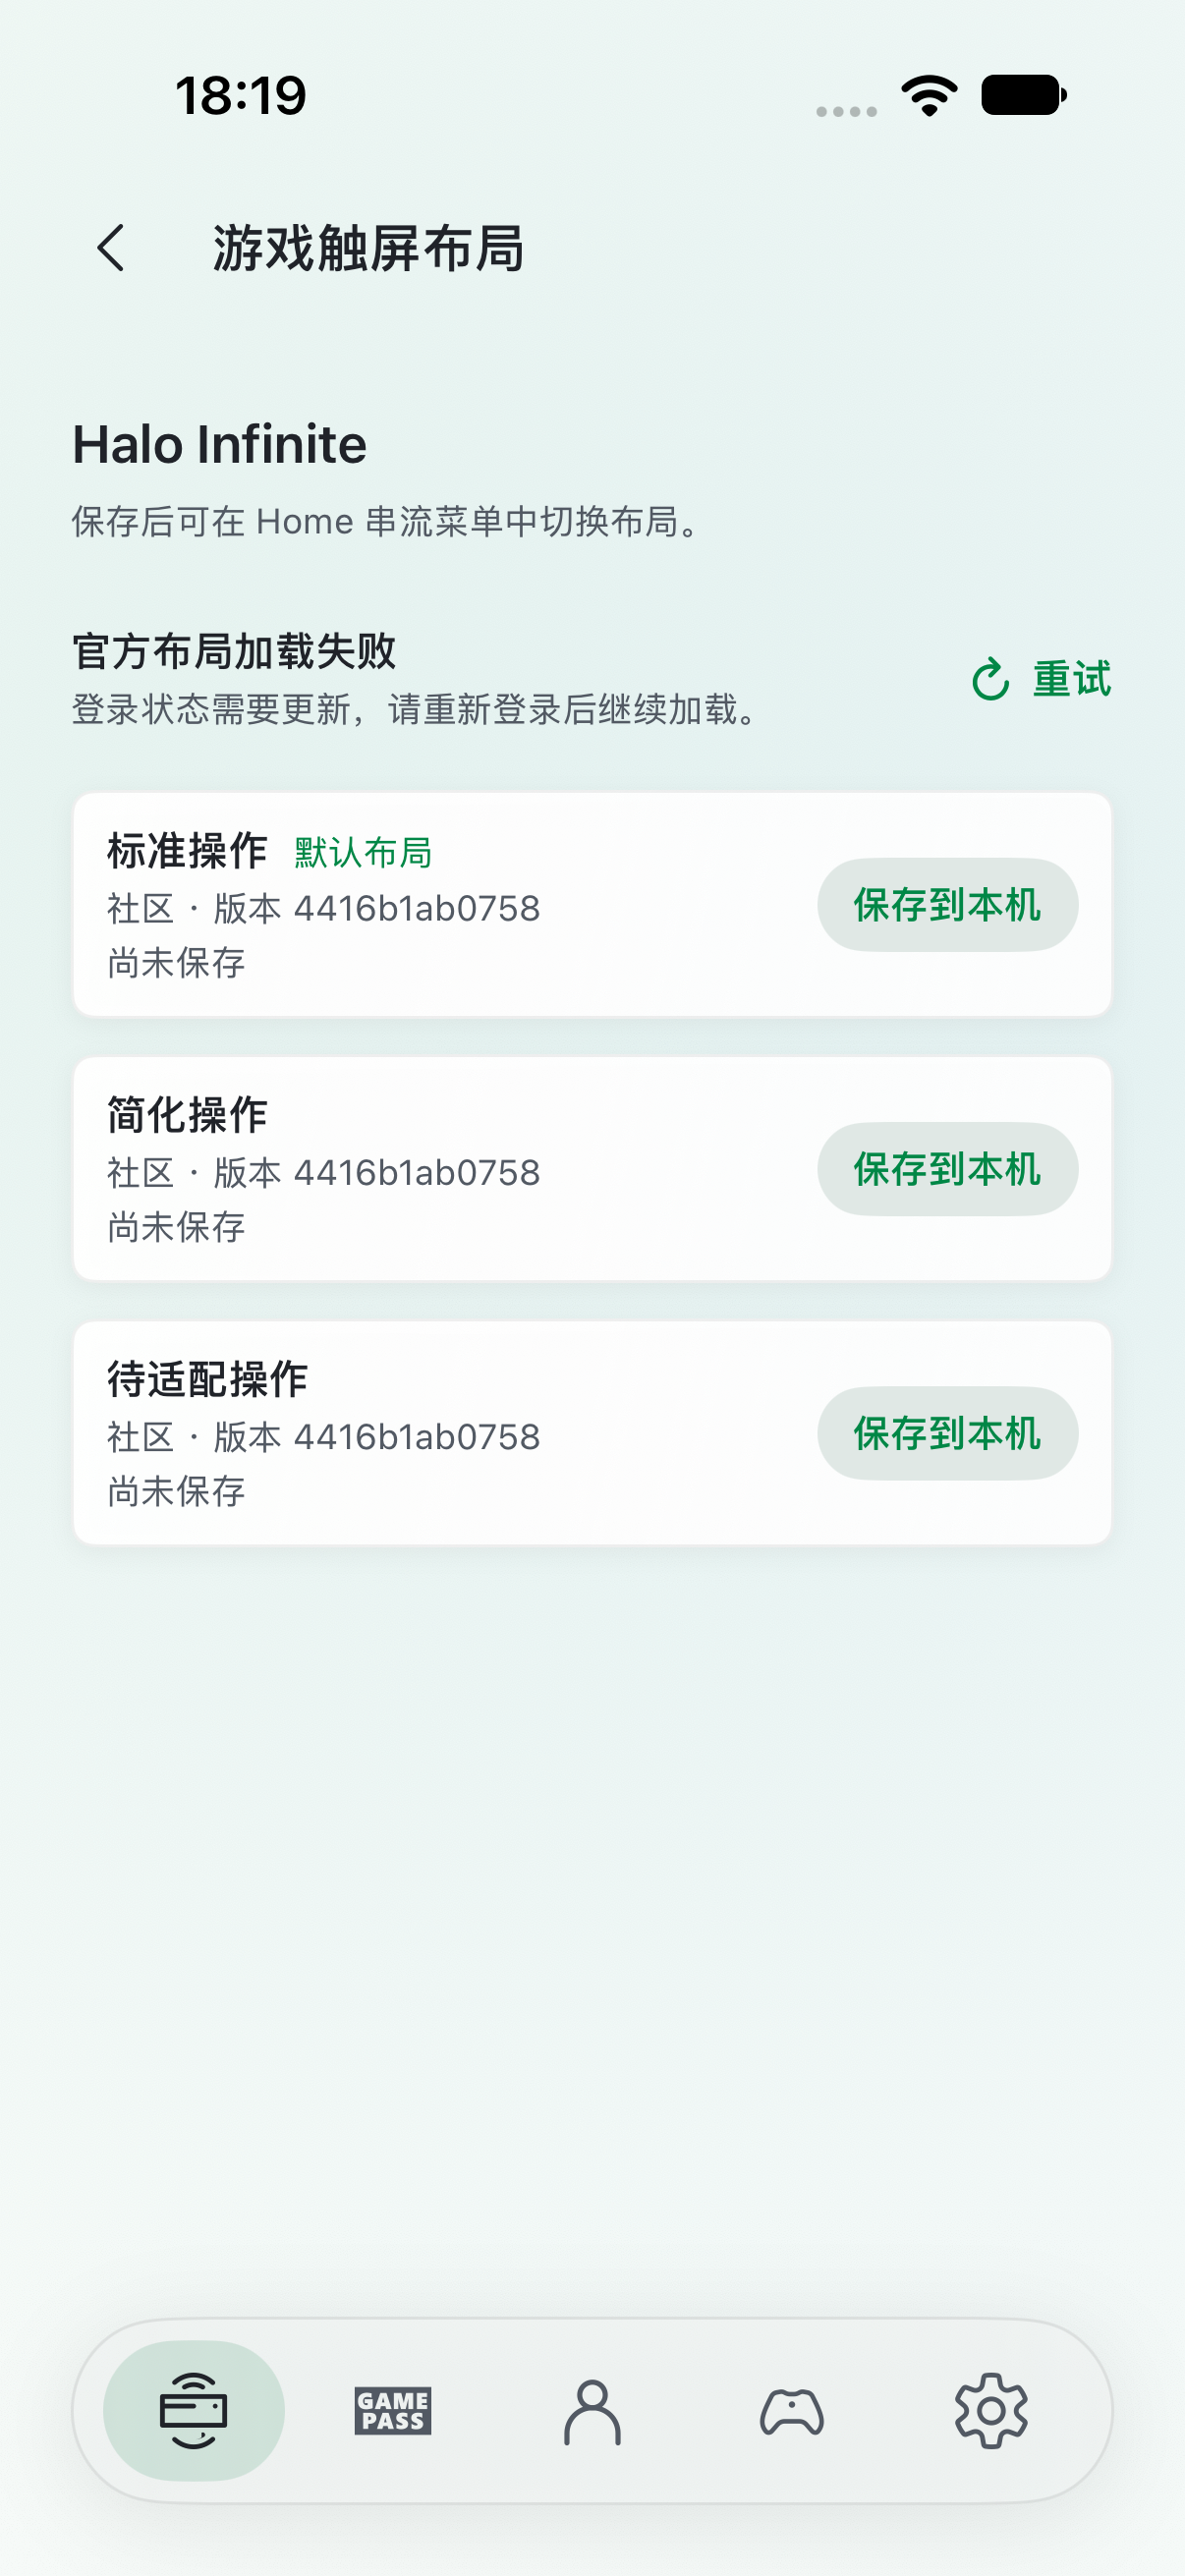 18:19
游戏触屏布局
Halo Infinite
保存后可在 Home 串流菜单中切换布局。
官方布局加载失败
登录状态需要更新，请重新登录后继续加载。
重试
标准操作 默认布局
社区 · 版本 4416b1ab0758
尚未保存
保存到本机
简化操作
社区 · 版本 4416b1ab0758
尚未保存
保存到本机
待适配操作
社区 · 版本 4416b1ab0758
尚未保存
保存到本机
GAME
PASS